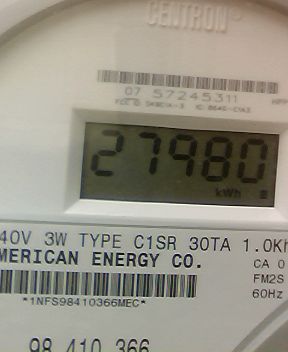 CENTRON
07 57245311
27980
kWh
40V 3W TYPE C1SR 30TA 1.0Kh
MERICAN ENERGY CO.
CA 0
FM2S
*1NFS98410366MEC*
60Hz
98 410 366